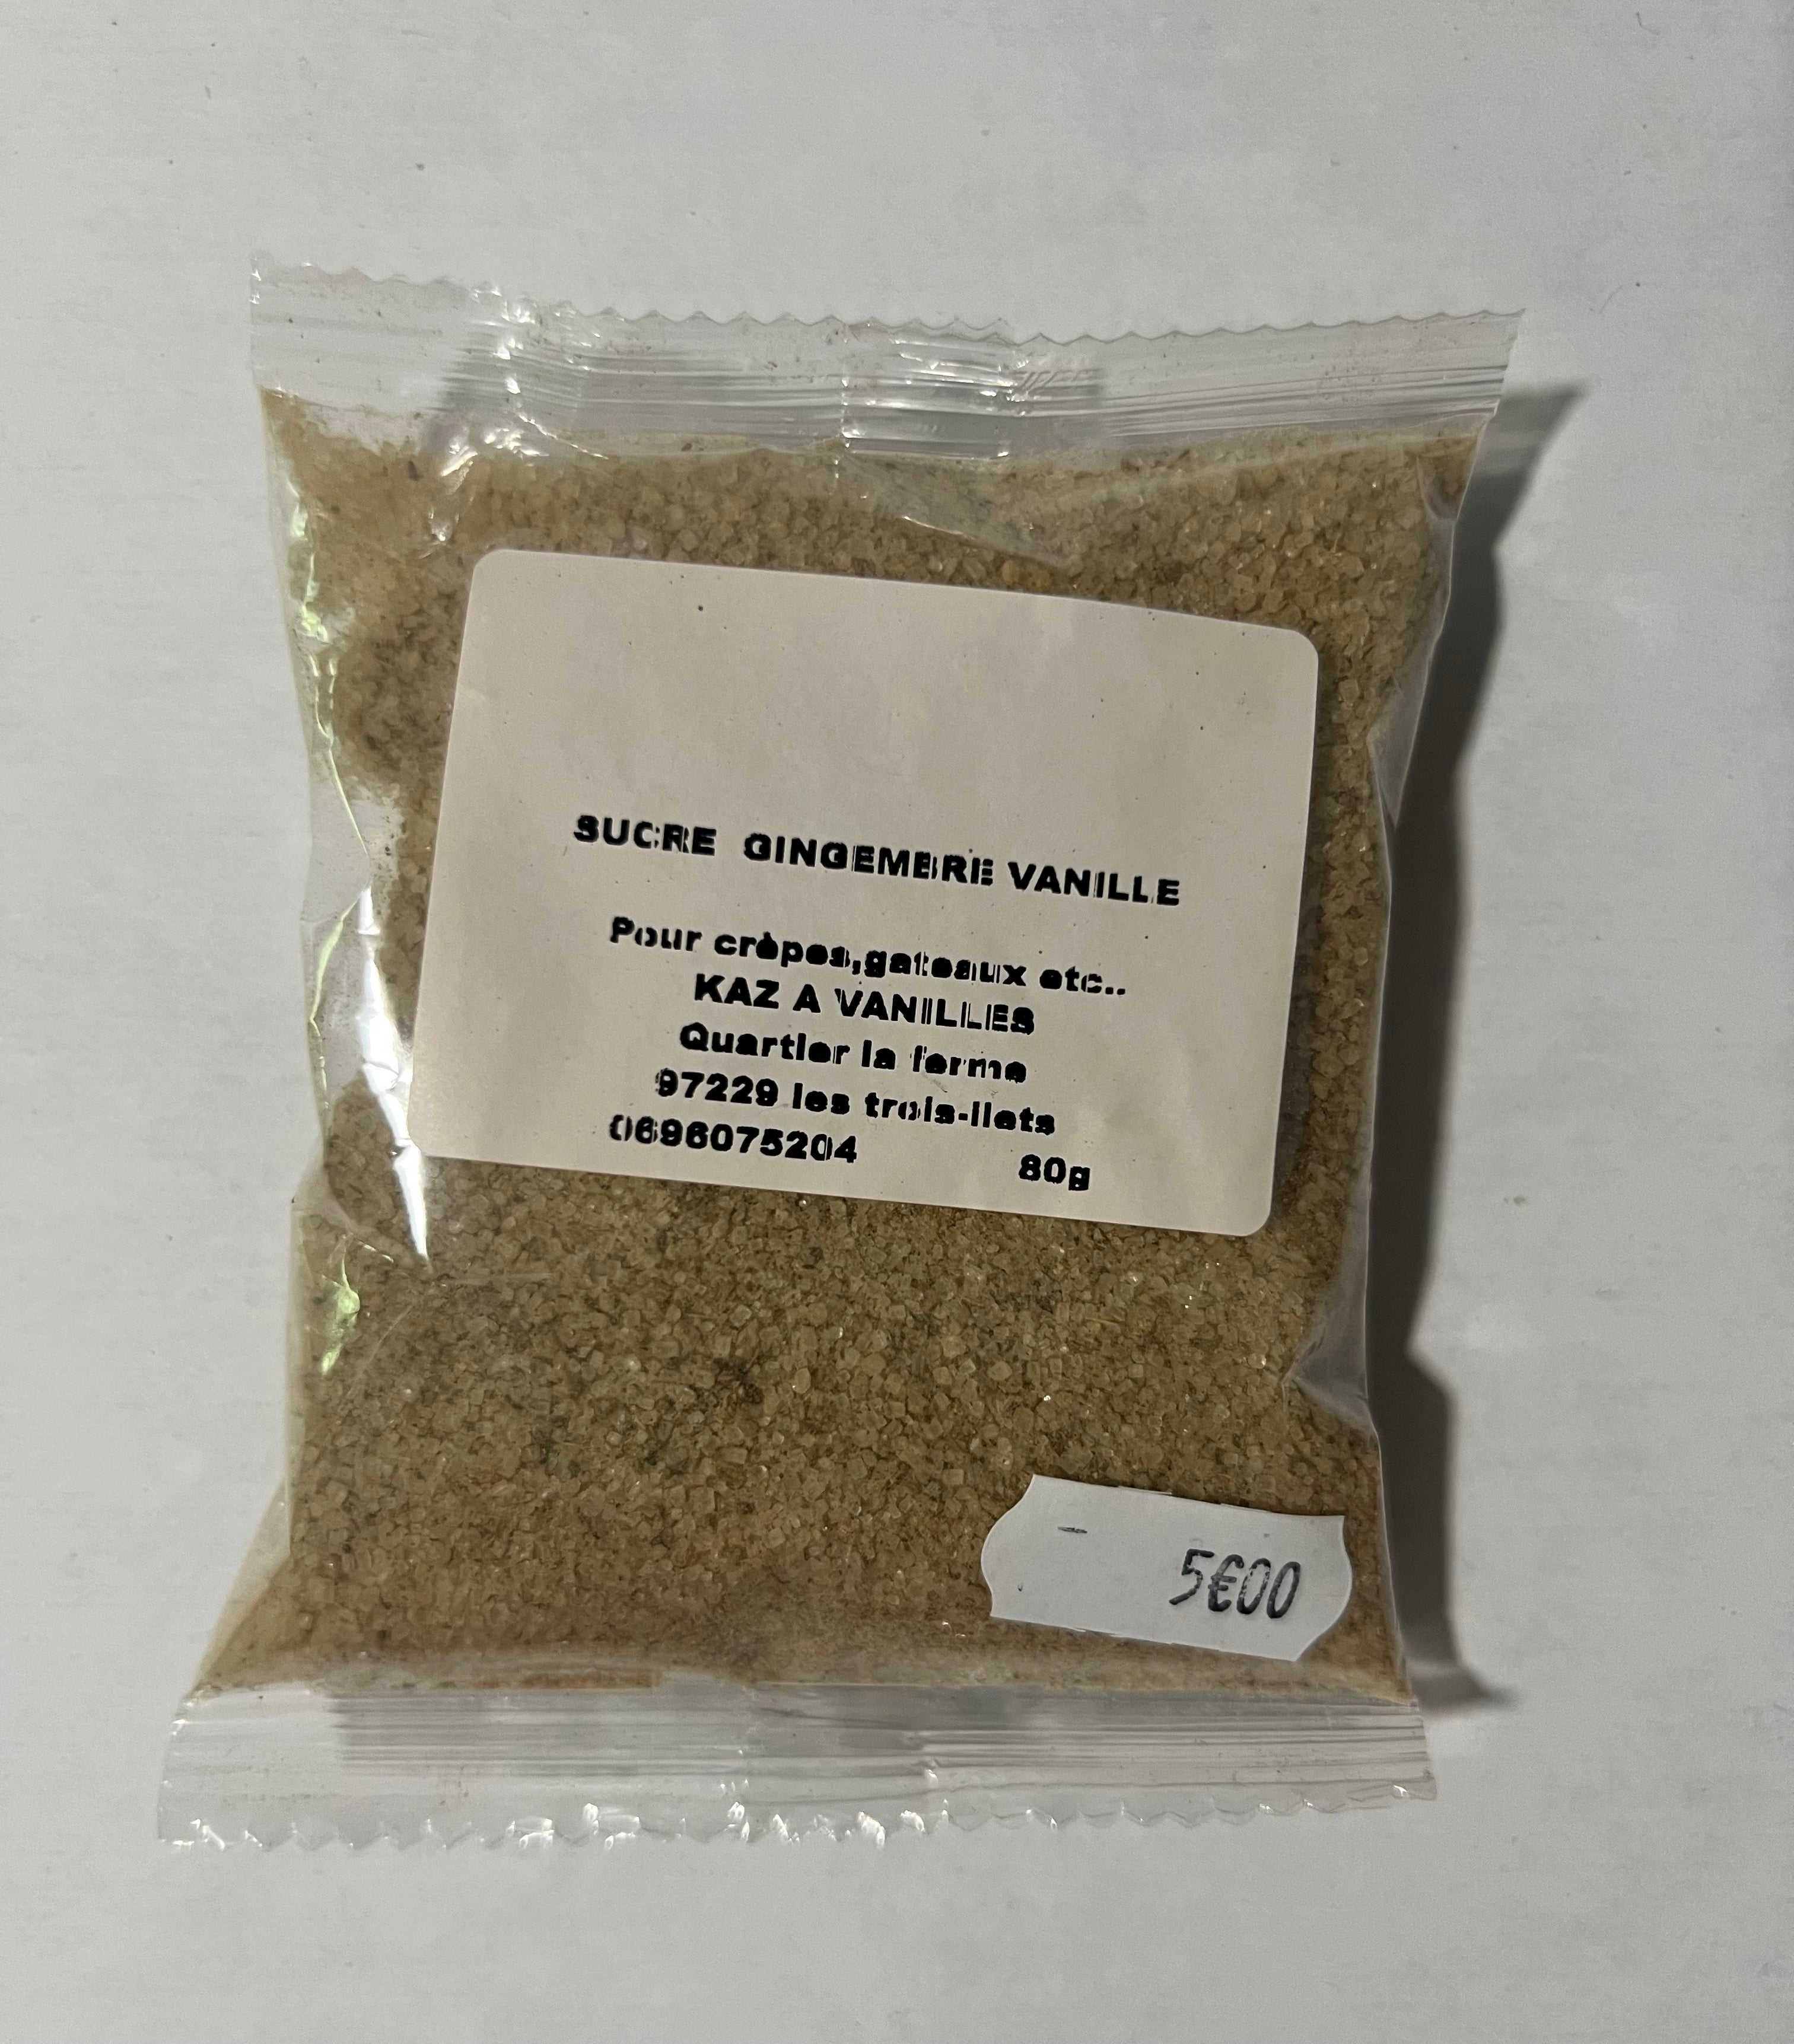 SUCRE GINGEMBRE VANILLE
Pour crèpes,gateaux etc..
KAZ A VANILLES
Quartier la ferme
97229 les trois-ilets
0696075204 80g
5€00